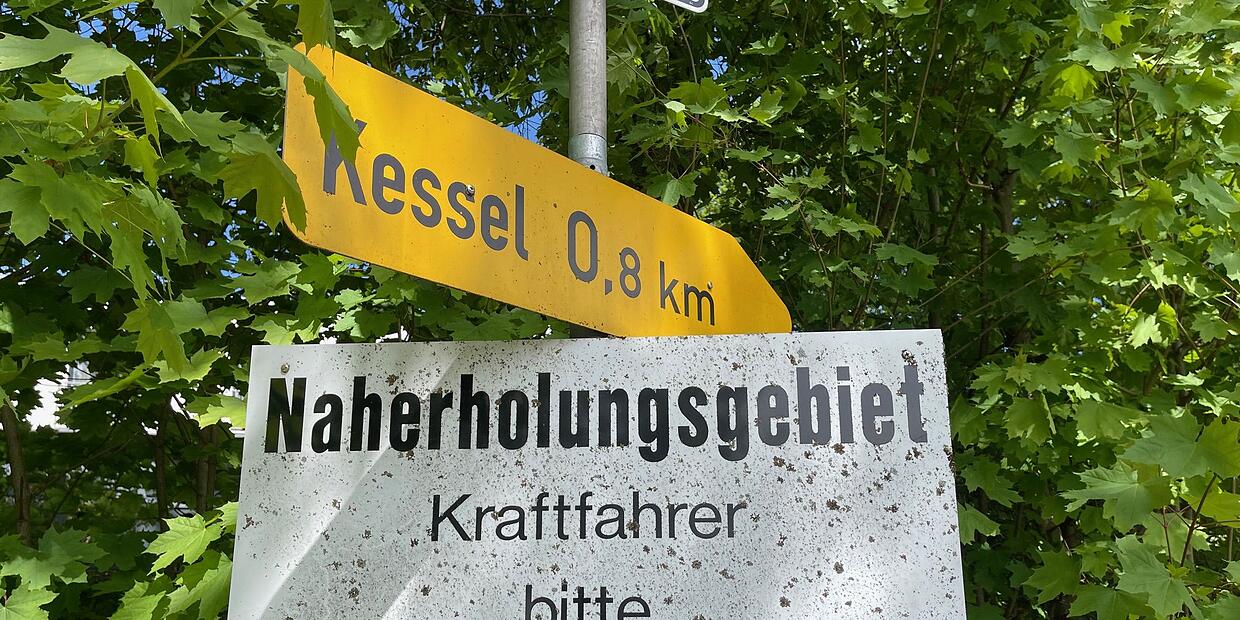 Kessel 0,8 km
Naherholungsgebiet
Kraftfahrer
bitte